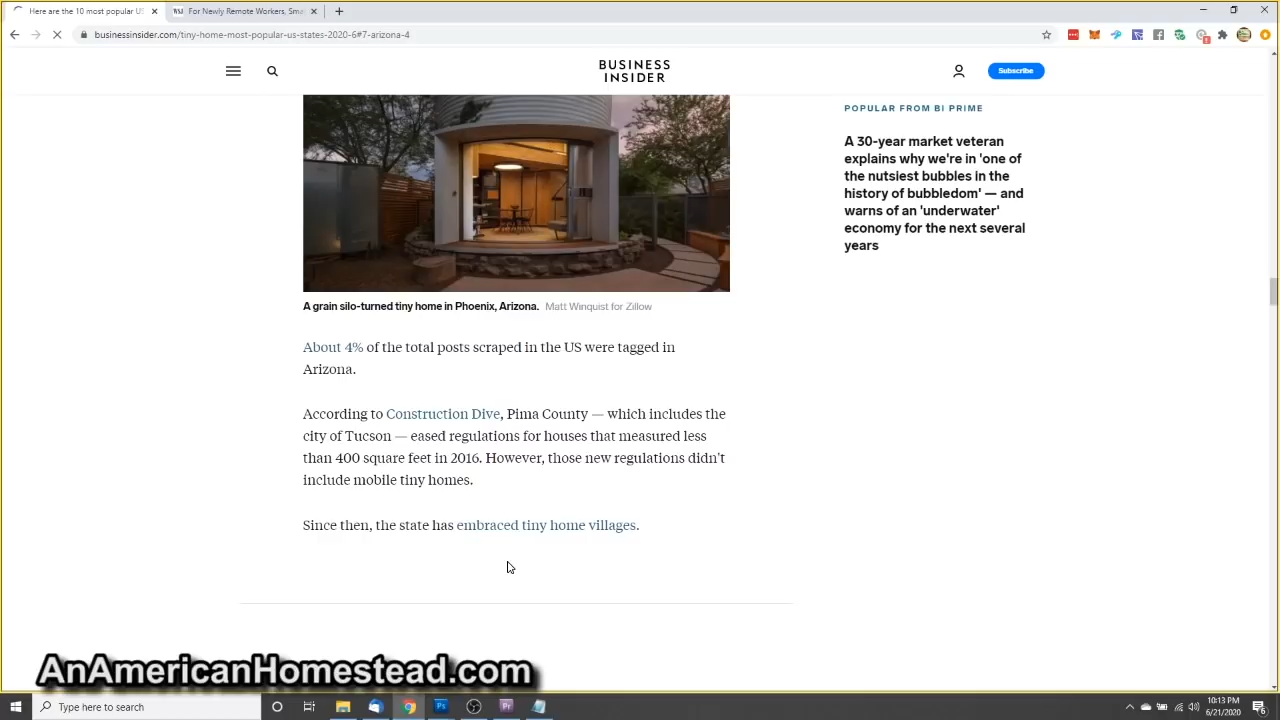 Here are the 10 most popular US
WSJ For Newly Remote Workers, Sma
businessinsider.com/tiny-home-most-popular-us-states-2020-6#7-arizona-4
BUSINESS
INSIDER
Subscribe
POPULAR FROM BI PRIME
A 30-year market veteran
explains why we're in 'one of
the nutsiest bubbles in the
history of bubbledom' — and
warns of an 'underwater'
economy for the next several
years
A grain silo-turned tiny home in Phoenix, Arizona. Matt Winquist for Zillow
About 4% of the total posts scraped in the US were tagged in
Arizona.
According to Construction Dive, Pima County — which includes the
city of Tucson — eased regulations for houses that measured less
than 400 square feet in 2016. However, those new regulations didn't
include mobile tiny homes.
Since then, the state has embraced tiny home villages.
AnAmericanHomestead.com
Type here to search
10:13 PM
6/21/2020